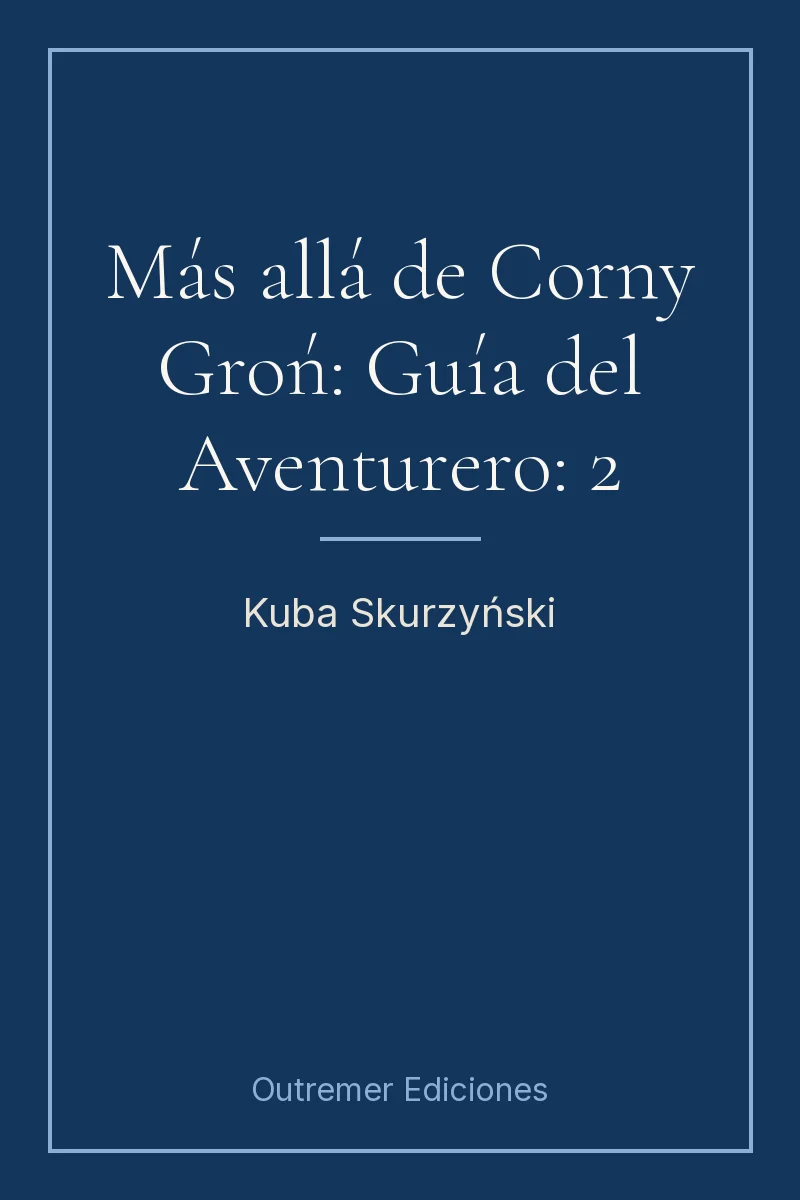 Más allá de Corny
Groń: Guía del
Aventurero: 2
Kuba Skurzyński
Outremer Ediciones